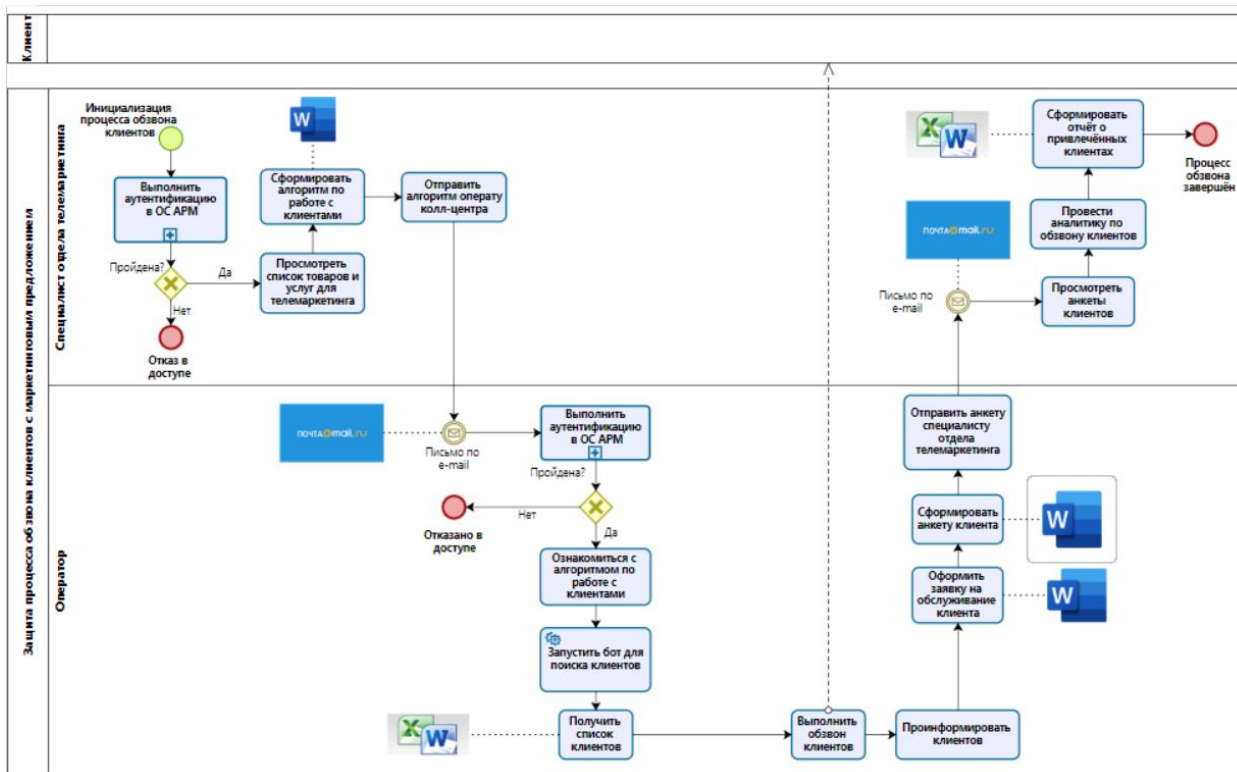 Клиент
Защита процесса обзвона клиентов с маркетинговым предложением
Специалист отдела телемаркетинга
Инициализация
процесса обзвона
клиентов
Выполнить
аутентификацию
в ОС АРМ
Пройдена?
Да
Нет
Отказ в
доступе
W
Сформировать
алгоритм по
работе с
клиентами
Просмотреть
список товаров и
услуг для
телемаркетинга
Отправить
алгоритм operату
колл-центра
X W
Сформировать
отчёт о
привлечённых
клиентах
Процесс
обзвона
завершён
Провести
аналитику по
обзвону клиентов
почта@mail.ru
Письмо по
e-mail
Просмотреть
анкеты
клиентов
Оператор
почта@mail.ru
Письмо по
e-mail
Выполнить
аутентификацию
в ОС АРМ
Пройдена?
Нет
Да
Отказано в
доступе
Ознакомиться с
алгоритмом по
работе с
клиентами
Запустить бот для
поиска клиентов
X W
Получить
список
клиентов
Выполнить
обзвон
клиентов
Проинформировать
клиентов
Оформить
заявку на
обслуживание
клиента
W
Сформировать
анкету клиента
W
Отправить анкету
специалисту
отдела
телемаркетинга